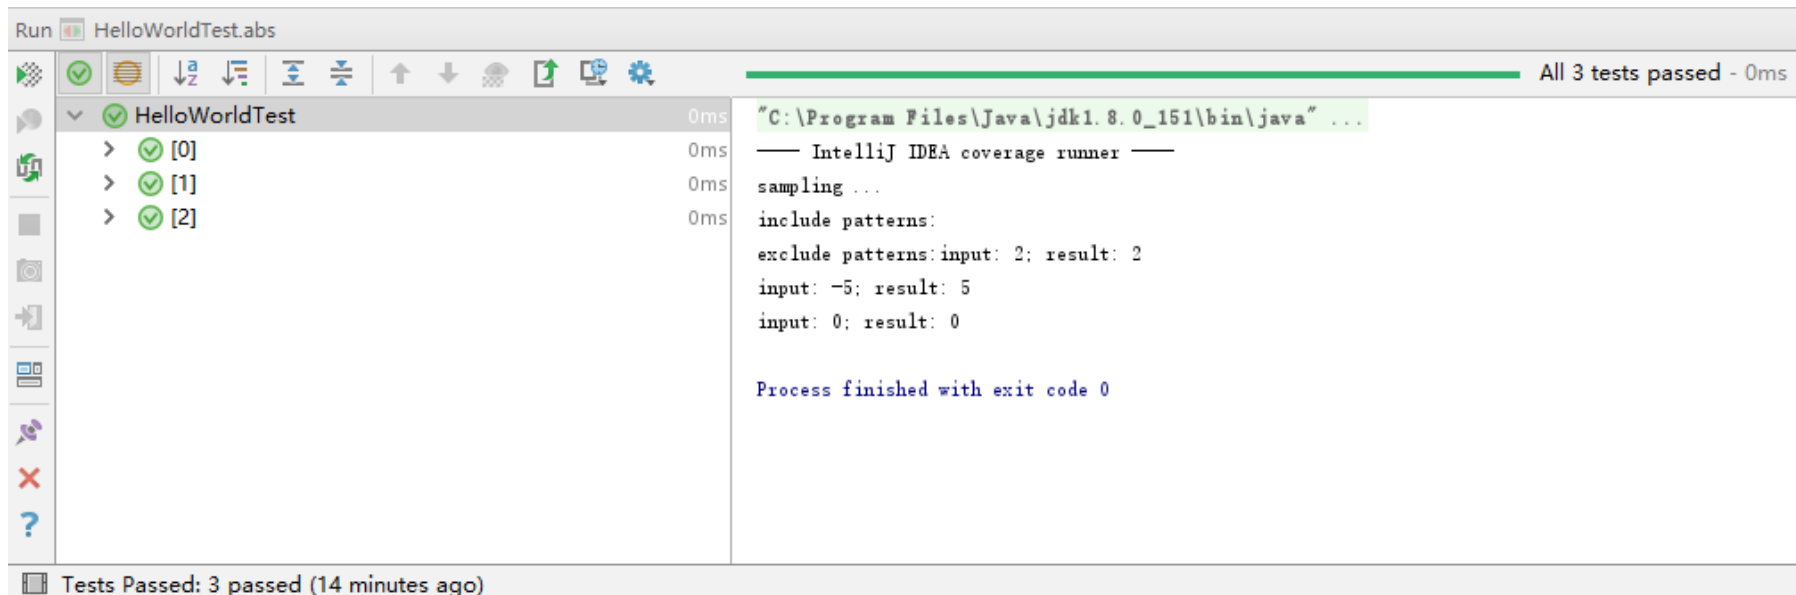 Run HelloWorldTest.abs
All 3 tests passed - 0ms
HelloWorldTest 0ms
[0] 0ms
[1] 0ms
[2] 0ms
"C:\Program Files\Java\jdk1.8.0_151\bin\java" ...
---- IntelliJ IDEA coverage runner ----
sampling ...
include patterns:
exclude patterns:input: 2; result: 2
input: -5; result: 5
input: 0; result: 0
Process finished with exit code 0
Tests Passed: 3 passed (14 minutes ago)